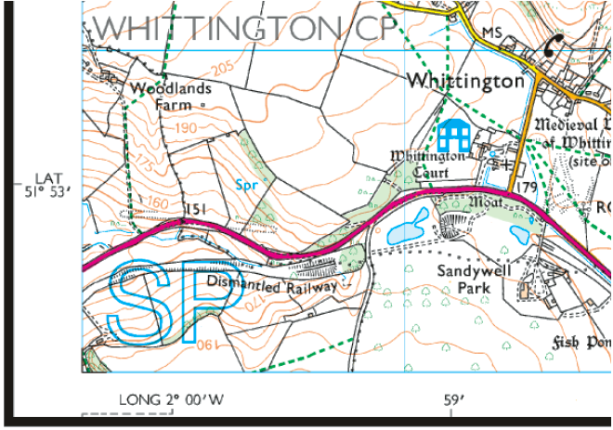 WHITTINGTON CP
MS
205
Whittington
Woodlands
Farm
190
Medieval
of
(site o
175
Whittington
Court
LAT
51° 53'
Spr
160
151
179
Moat
RO
SP
Dismantled Railway
Sandywell
Park
170
190
Fish Pon
LONG 2° 00' W
59'